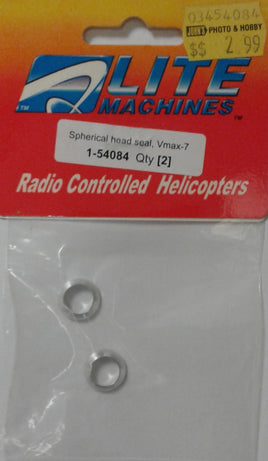 03454084
JOHN'S PHOTO & HOBBY
$$ 2 99
LITE
MACHINES
TM
TM
Spherical head seal, Vmax-7
1-54084 Qty [2]
Radio Controlled Helicopters